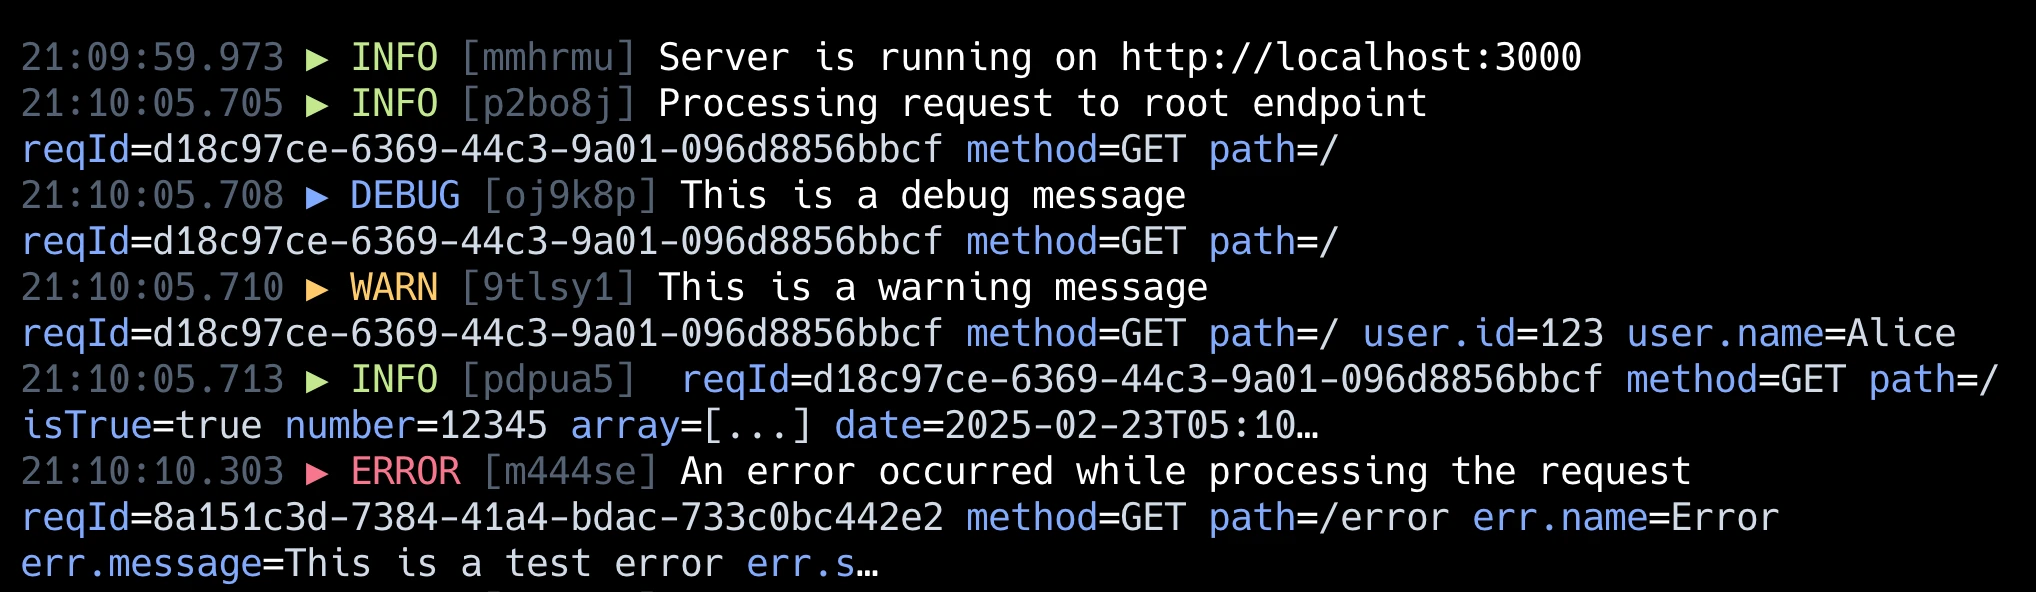 21:09:59.973 ▶ INFO [mmhrmu] Server is running on http://localhost:3000
21:10:05.705 ▶ INFO [p2bo8j] Processing request to root endpoint
reqId=d18c97ce-6369-44c3-9a01-096d8856bbcf method=GET path=/
21:10:05.708 ▶ DEBUG [oj9k8p] This is a debug message
reqId=d18c97ce-6369-44c3-9a01-096d8856bbcf method=GET path=/
21:10:05.710 ▶ WARN [9tlsy1] This is a warning message
reqId=d18c97ce-6369-44c3-9a01-096d8856bbcf method=GET path=/ user.id=123 user.name=Alice
21:10:05.713 ▶ INFO [pdpua5]  reqId=d18c97ce-6369-44c3-9a01-096d8856bbcf method=GET path=/
isTrue=true number=12345 array=[...] date=2025-02-23T05:10…
21:10:10.303 ▶ ERROR [m444se] An error occurred while processing the request
reqId=8a151c3d-7384-41a4-bdac-733c0bc442e2 method=GET path=/error err.name=Error
err.message=This is a test error err.s…